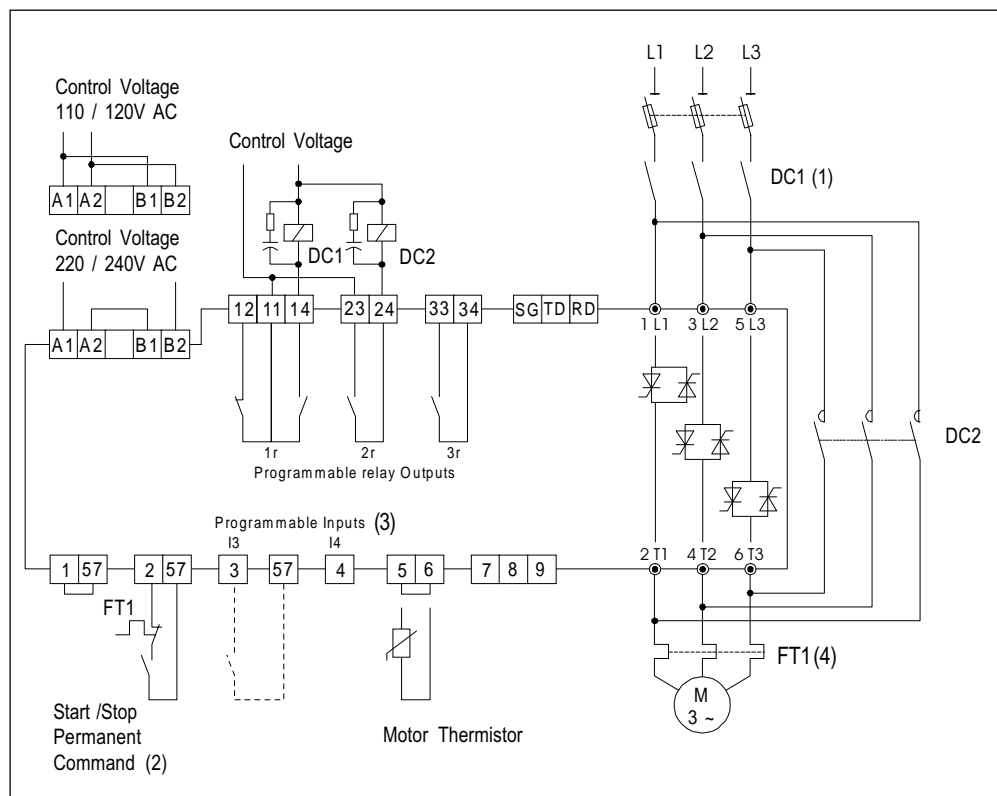 L1 L2 L3
Control Voltage
110 / 120V AC
Control Voltage
DC1 (1)
A1 A2 B1 B2
Control Voltage
220 / 240V AC
DC1 DC2
12 11 14 23 24 33 34 SG TD RD
1 L1 3 L2 5 L3
A1 A2 B1 B2
DC2
1r 2r 3r
Programmable relay Outputs
Programmable Inputs (3)
I3 I4
2 T1 4 T2 6 T3
1 57 2 57 3 57 4 5 6 7 8 9
FT1
FT1(4)
M
3 ~
Start /Stop
Permanent
Command (2)
Motor Thermistor